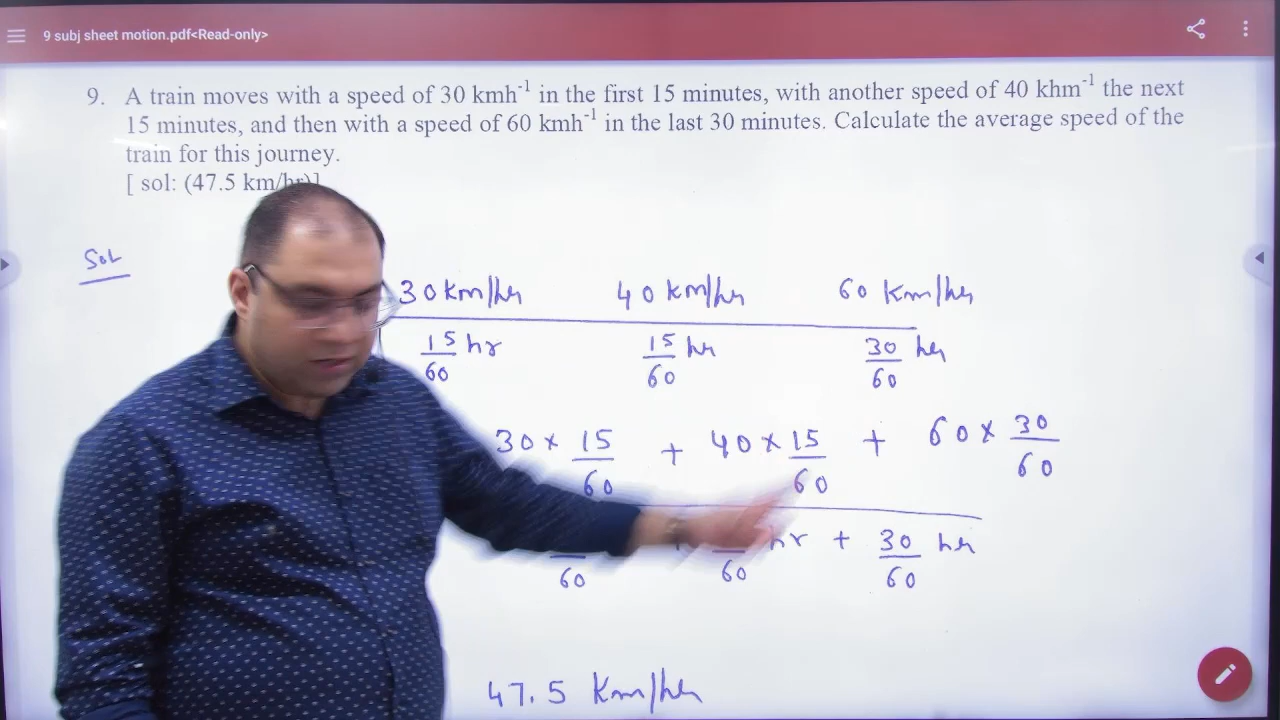 9 subj sheet motion.pdf<Read-only>
9. A train moves with a speed of 30 kmh-1 in the first 15 minutes, with another speed of 40 khm-1 the next
15 minutes, and then with a speed of 60 kmh-1 in the last 30 minutes. Calculate the average speed of the
train for this journey.
[ sol: (47.5 km/hr)]
Sol
30 km/hr 40 km/hr 60 km/hr
15/60 hr 15/60 hr 30/60 hr
30 × 15/60 + 40 × 15/60 + 60 × 30/60
60 60 hr + 30/60 hr
47.5 Km/hr